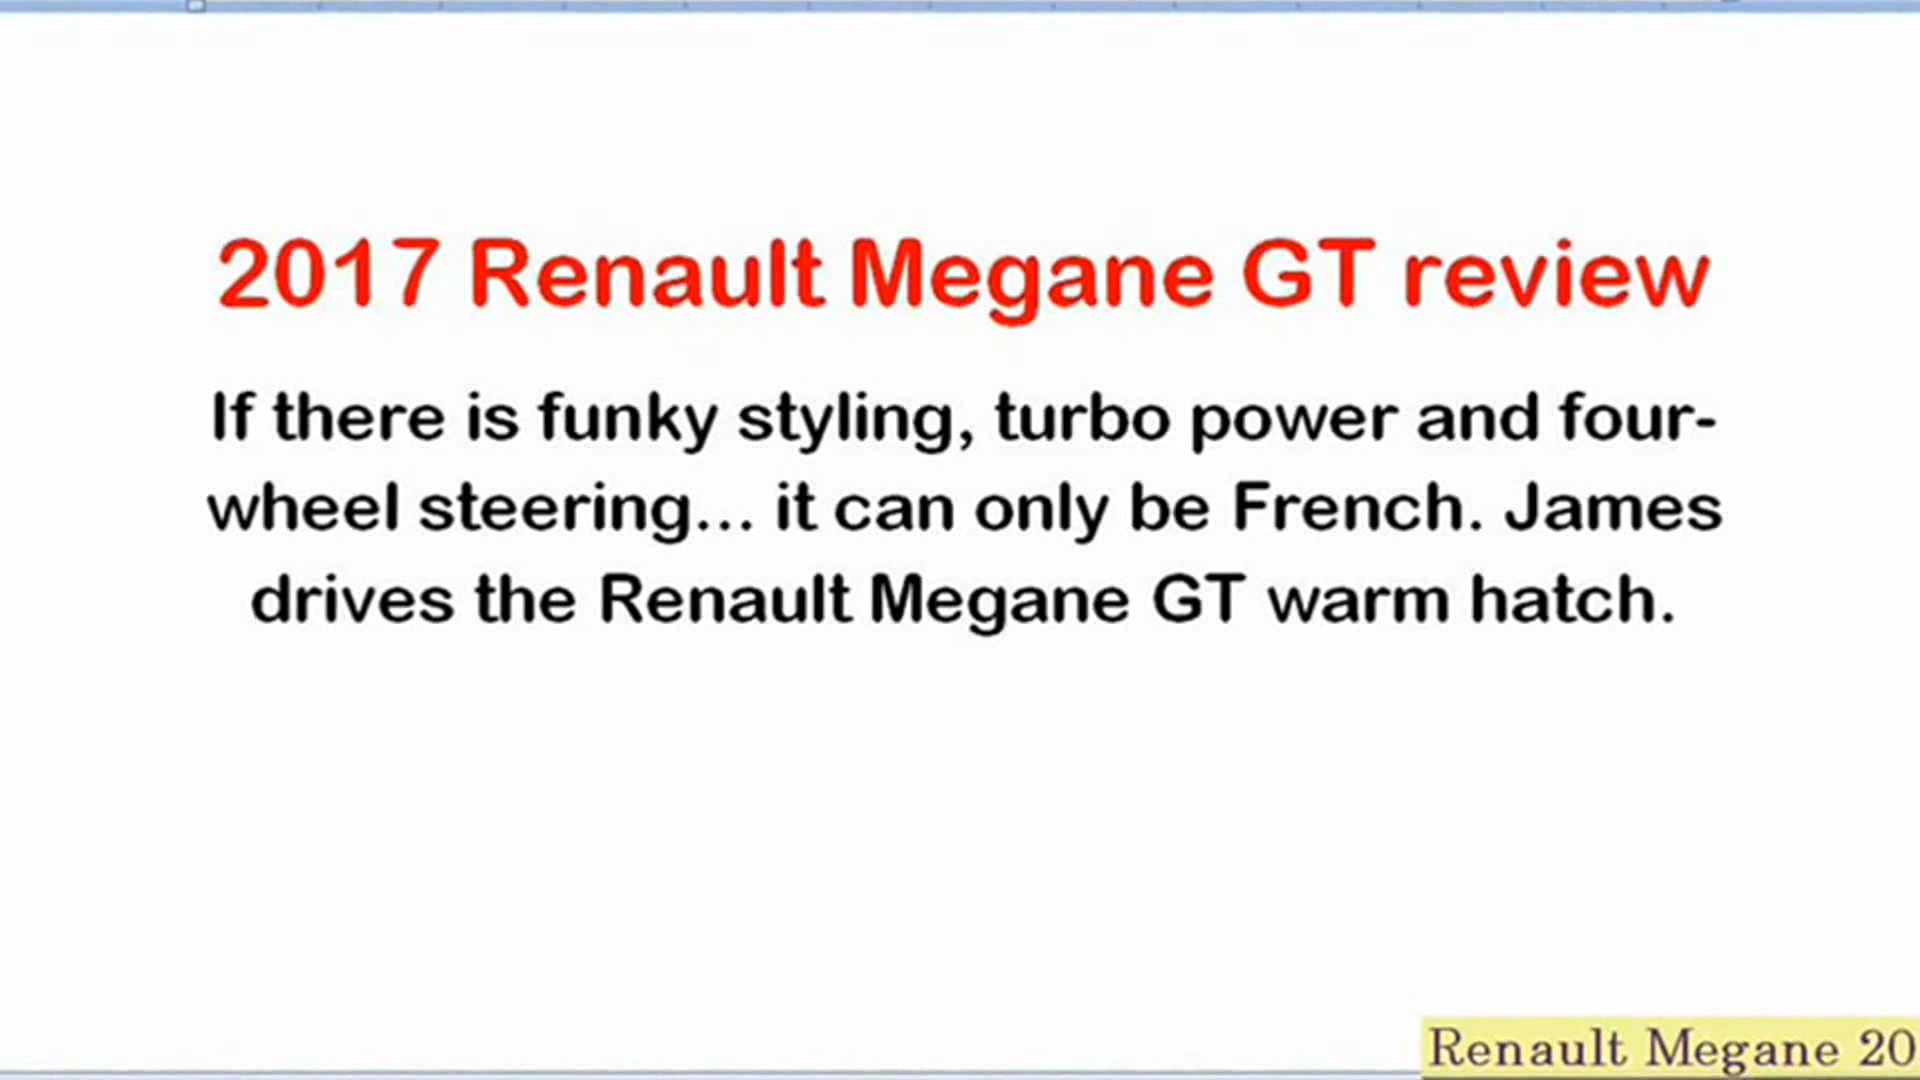 2017 Renault Megane GT review
If there is funky styling, turbo power and four-
wheel steering... it can only be French. James
drives the Renault Megane GT warm hatch.
Renault Megane 20